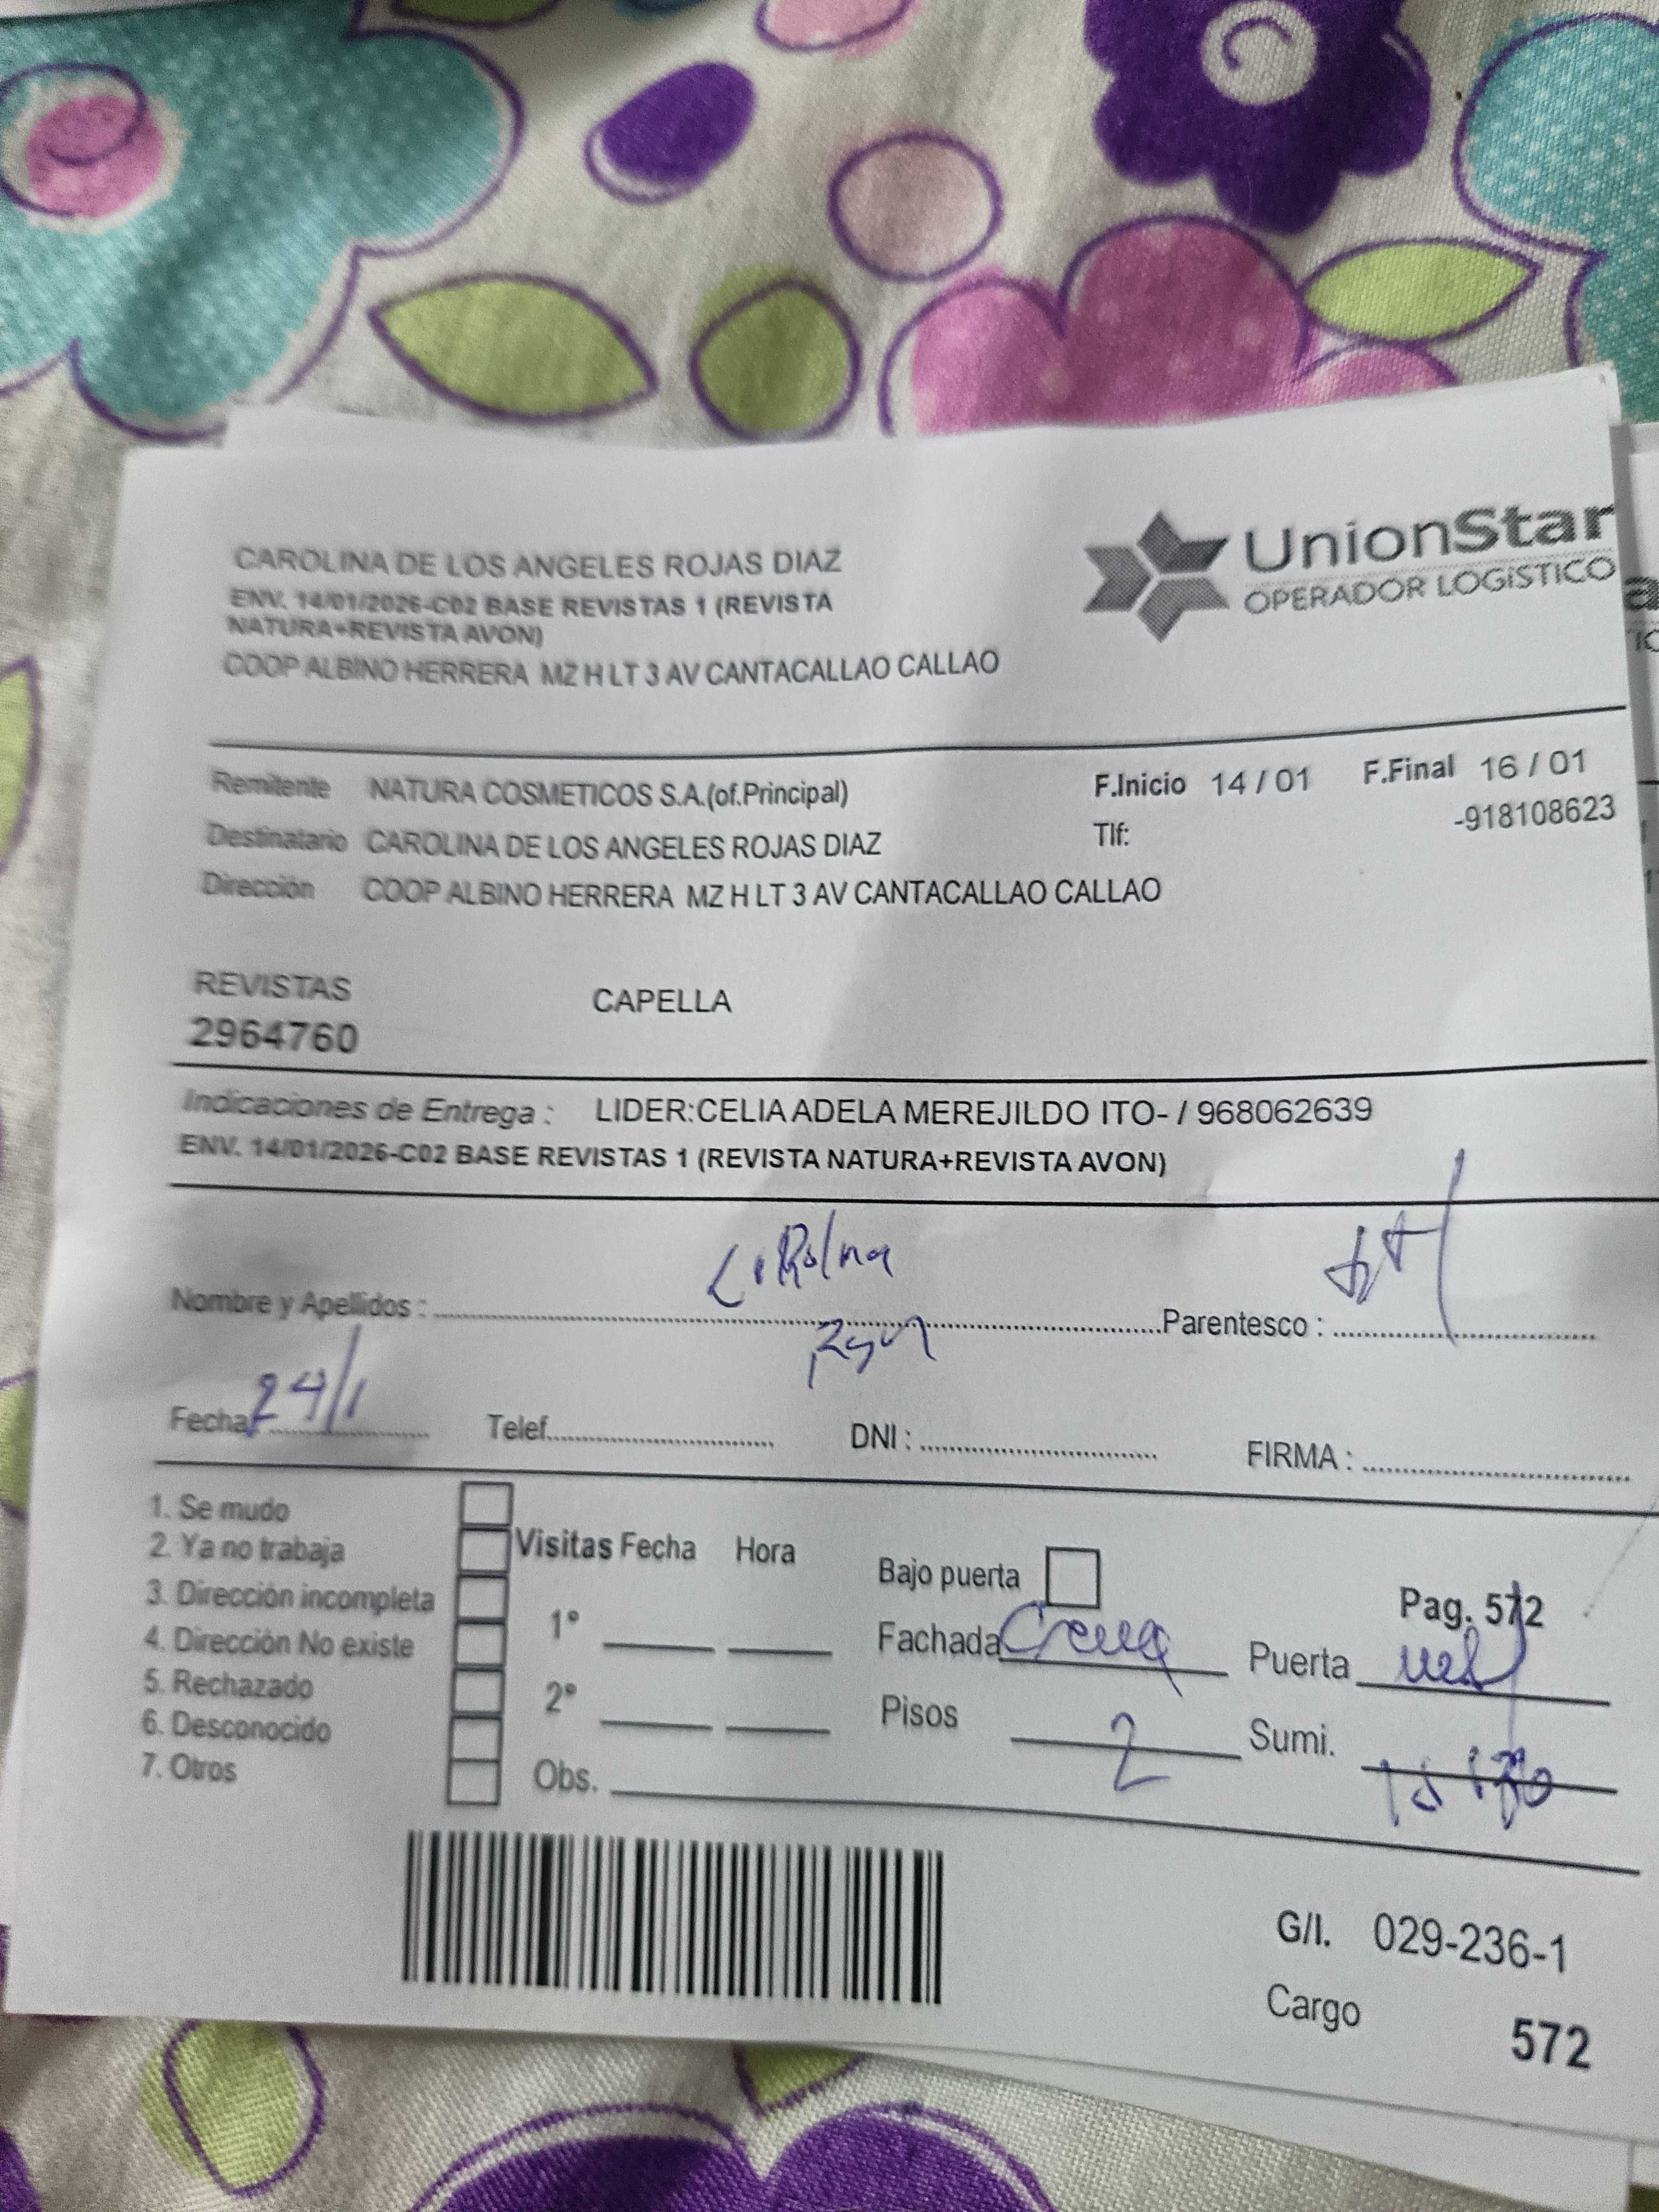 CAROLINA DE LOS ANGELES ROJAS DIAZ
ENV. 14/01/2026-C02 BASE REVISTAS 1 (REVISTA
NATURA+REVISTA AVON)
COOP ALBINO HERRERA MZ H LT 3 AV CANTACALLAO CALLAO
UnionStar
OPERADOR LOGÍSTICO
Remitente NATURA COSMETICOS S.A.(of.Principal) F.Inicio 14 / 01 F.Final 16 / 01
Destinatario CAROLINA DE LOS ANGELES ROJAS DIAZ Tlf: -918108623
Dirección COOP ALBINO HERRERA MZ H LT 3 AV CANTACALLAO CALLAO
REVISTAS CAPELLA
2964760
Indicaciones de Entrega : LIDER:CELIA ADELA MEREJILDO ITO- / 968062639
ENV. 14/01/2026-C02 BASE REVISTAS 1 (REVISTA NATURA+REVISTA AVON)
Nombre y Apellidos : Parentesco :
Fecha 24/1 Telef. DNI : FIRMA :
1. Se mudo
2. Ya no trabaja
3. Dirección incompleta
4. Dirección No existe
5. Rechazado
6. Desconocido
7. Otros
Visitas Fecha Hora
1°
2°
Obs.
Bajo puerta Pag. 572
Fachada Crema Puerta
Pisos 2 Sumi.
G/I. 029-236-1
Cargo 572